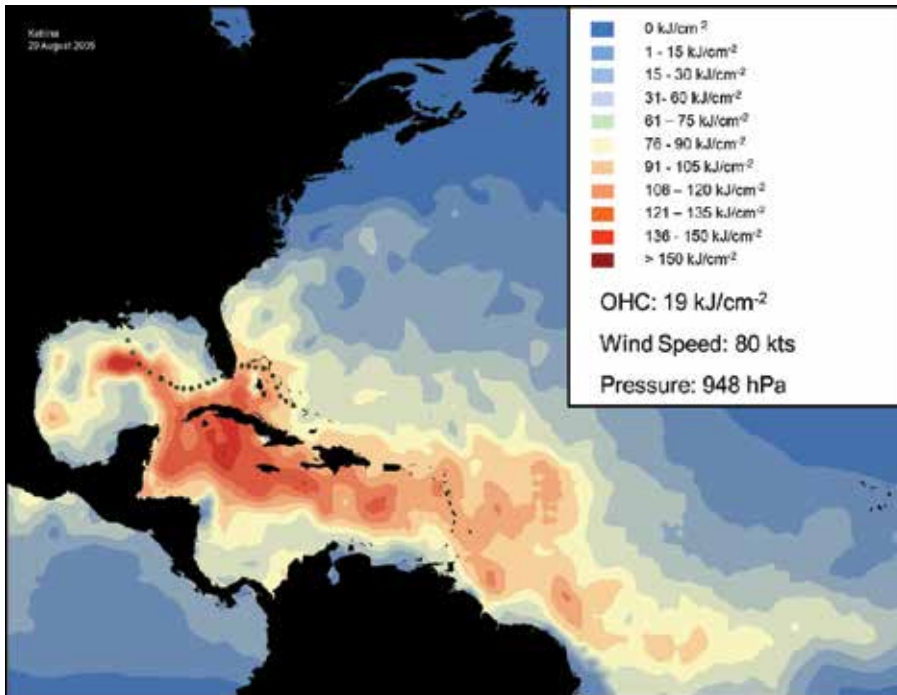 Katrina
29 August 2005
0 kJ/cm⁻²
1 - 15 kJ/cm⁻²
15 - 30 kJ/cm⁻²
31- 60 kJ/cm⁻²
61 – 75 kJ/cm⁻²
76 - 90 kJ/cm⁻²
91 - 105 kJ/cm⁻²
106 – 120 kJ/cm⁻²
121 – 135 kJ/cm⁻²
136 - 150 kJ/cm⁻²
> 150 kJ/cm⁻²
OHC: 19 kJ/cm⁻²
Wind Speed: 80 kts
Pressure: 948 hPa